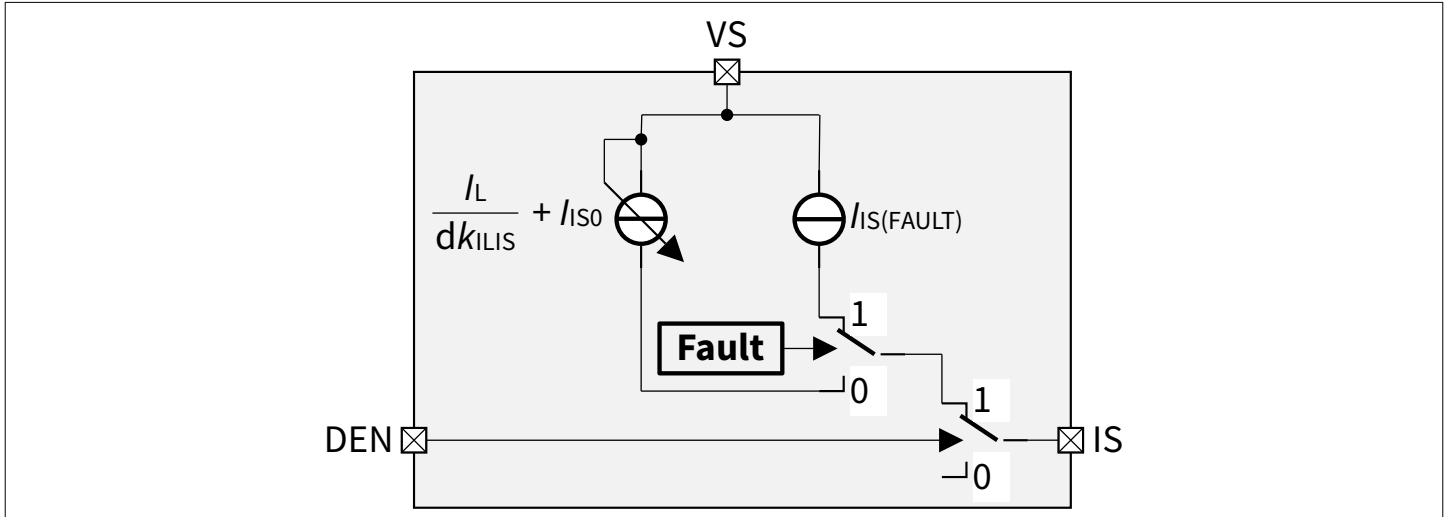 VS
I_L / dk_ILIS + I_IS0
I_IS(FAULT)
1
Fault
0
1
DEN
IS
0